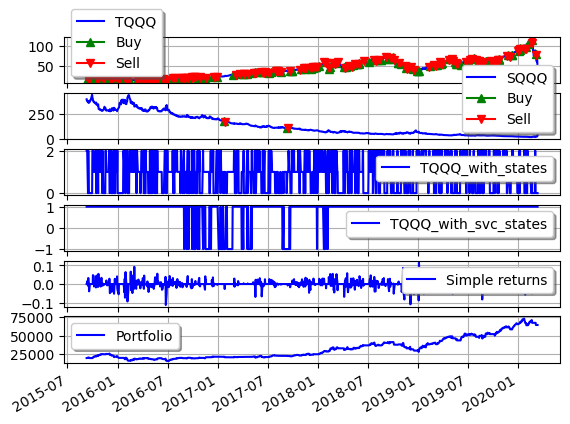 TQQQ
Buy
Sell
100
50
SQQQ
Buy
Sell
250
0
2
0
TQQQ_with_states
1
0
−1
TQQQ_with_svc_states
0.1
0.0
−0.1
Simple returns
75000
50000
25000
Portfolio
2015-07
2016-01
2016-07
2017-01
2017-07
2018-01
2018-07
2019-01
2019-07
2020-01